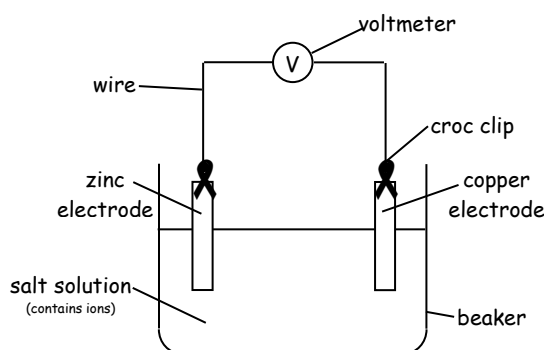 voltmeter
V
wire
croc clip
zinc
electrode
copper
electrode
salt solution
(contains ions)
beaker